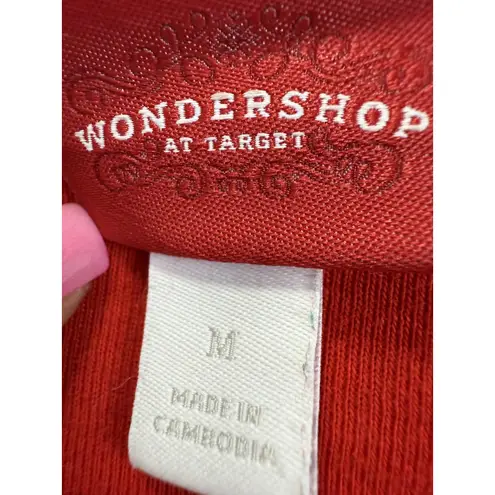 WONDERSHOP
AT TARGET
M
MADE IN
CAMBODIA